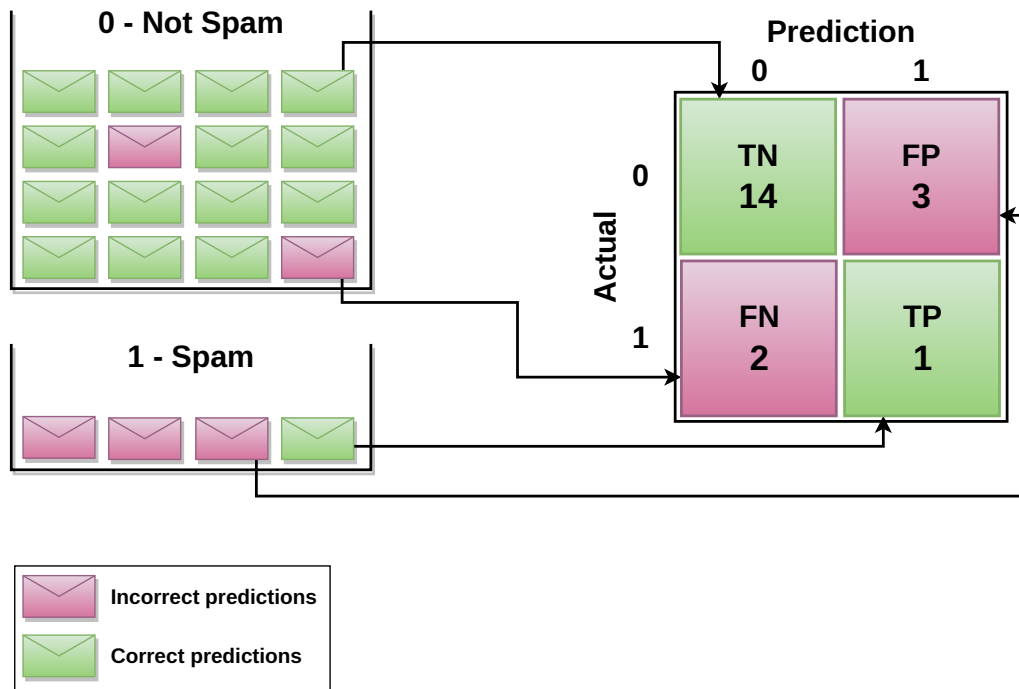 0 - Not Spam
Prediction
0 1
Actual
0
TN
14
FP
3
1
FN
2
TP
1
1 - Spam
Incorrect predictions
Correct predictions